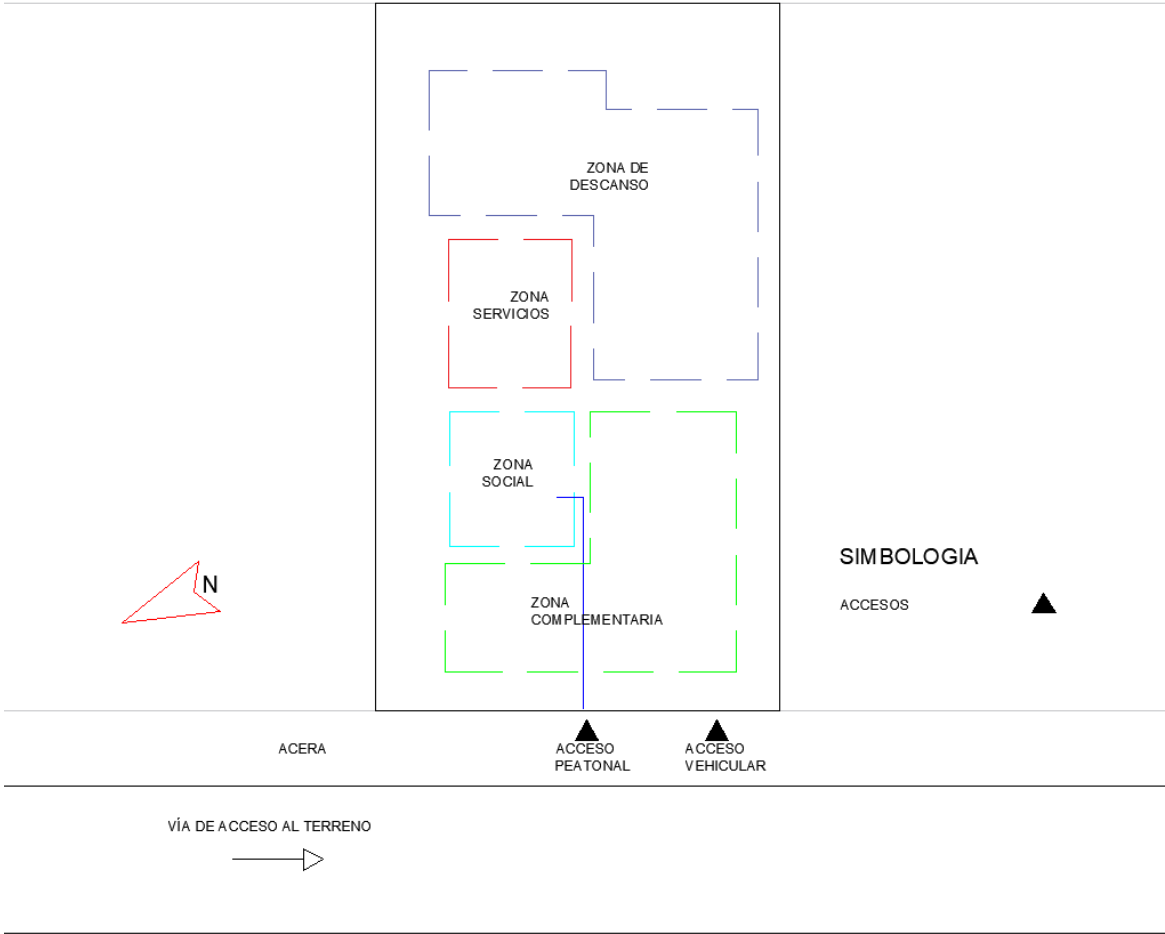 ZONA DE
DESCANSO
ZONA
SERVICIOS
ZONA
SOCIAL
N
SIMBOLOGIA
ACCESOS
ZONA
COMPLEMENTARIA
ACERA
ACCESO
PEATONAL
ACCESO
VEHICULAR
VÍA DE ACCESO AL TERRENO